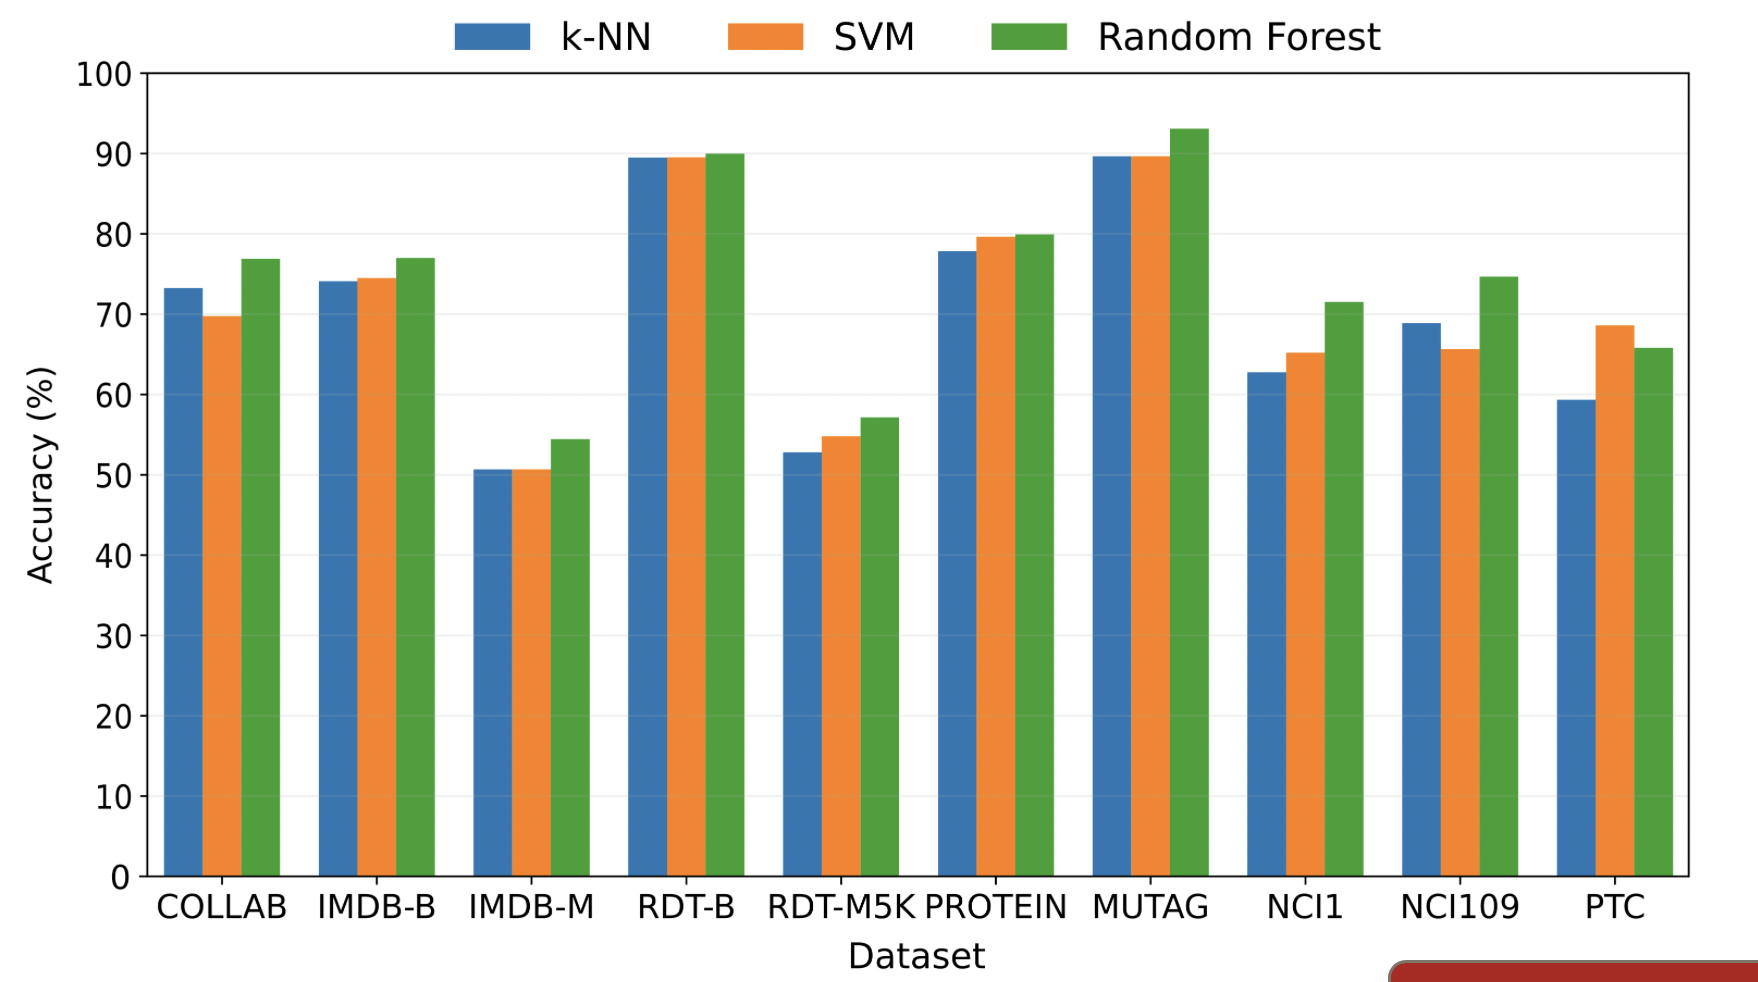 k-NN SVM Random Forest
100
90
80
70
60
50
40
30
20
10
0
Accuracy (%)
COLLAB IMDB-B IMDB-M RDT-B RDT-M5K PROTEIN MUTAG NCI1 NCI109 PTC
Dataset